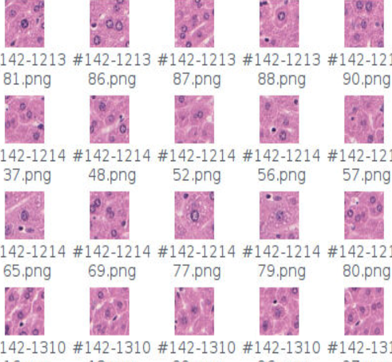 142-1213 #142-1213 #142-1213 #142-1213 #142-121
81.png 86.png 87.png 88.png 90.png
142-1214 #142-1214 #142-1214 #142-1214 #142-121
37.png 48.png 52.png 56.png 57.png
142-1214 #142-1214 #142-1214 #142-1214 #142-121
65.png 69.png 77.png 79.png 80.png
142-1310 #142-1310 #142-1310 #142-1310 #142-131